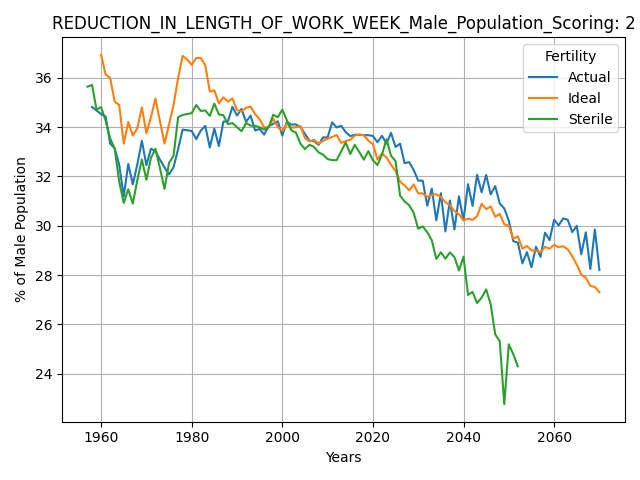 REDUCTION_IN_LENGTH_OF_WORK_WEEK_Male_Population_Scoring: 2
Fertility
Actual
Ideal
Sterile
% of Male Population
36
34
32
30
28
26
24
1960
1980
2000
2020
2040
2060
Years